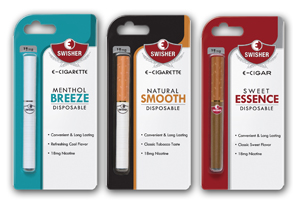 SWISHER
E-CIGARETTE
MENTHOL
BREEZE
DISPOSABLE
• Convenient & Long Lasting
• Refreshing Cool Flavor
• 18mg Nicotine
SWISHER
E-CIGARETTE
NATURAL
SMOOTH
DISPOSABLE
• Convenient & Long Lasting
• Classic Tobacco Taste
• 18mg Nicotine
SWISHER
E-CIGAR
SWEET
ESSENCE
DISPOSABLE
• Convenient & Long Lasting
• Classic Sweet Flavor
• 18mg Nicotine